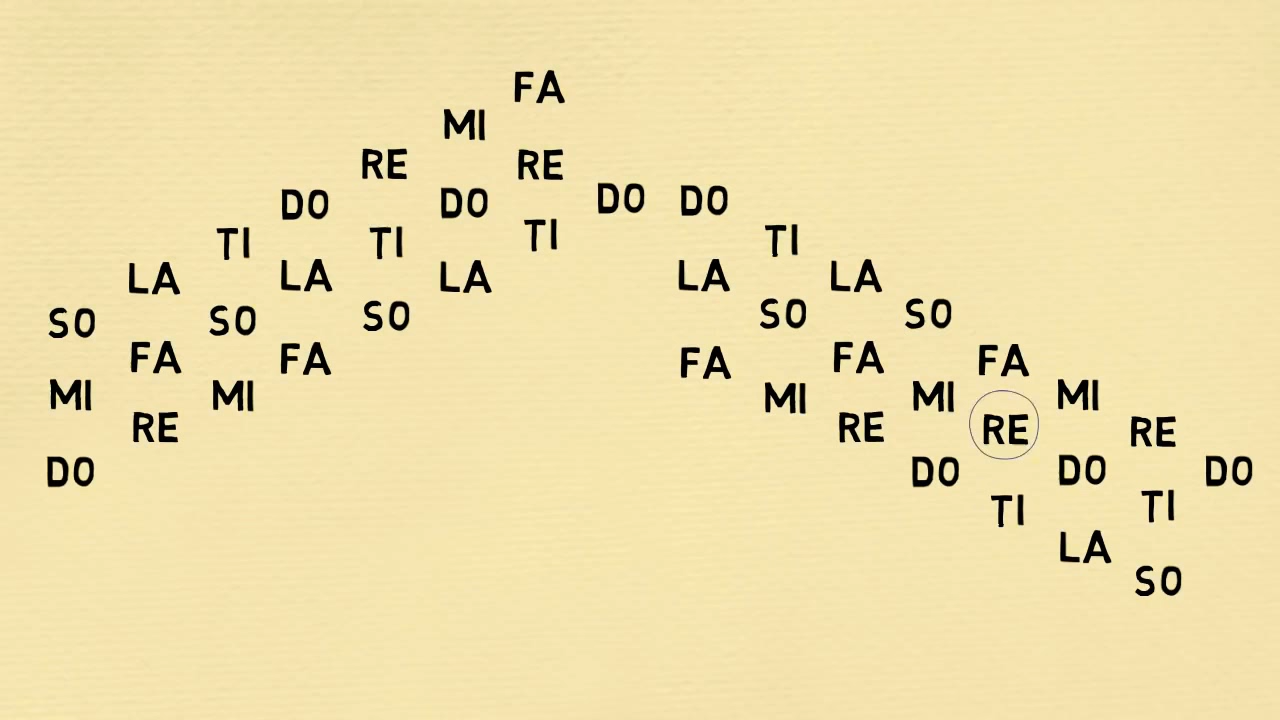 FA
MI
RE RE
DO DO DO DO
TI TI TI TI
LA LA LA LA LA
SO SO SO SO SO
FA FA FA FA FA
MI MI MI MI MI
RE RE RE RE
DO DO DO DO
TI TI
LA
SO